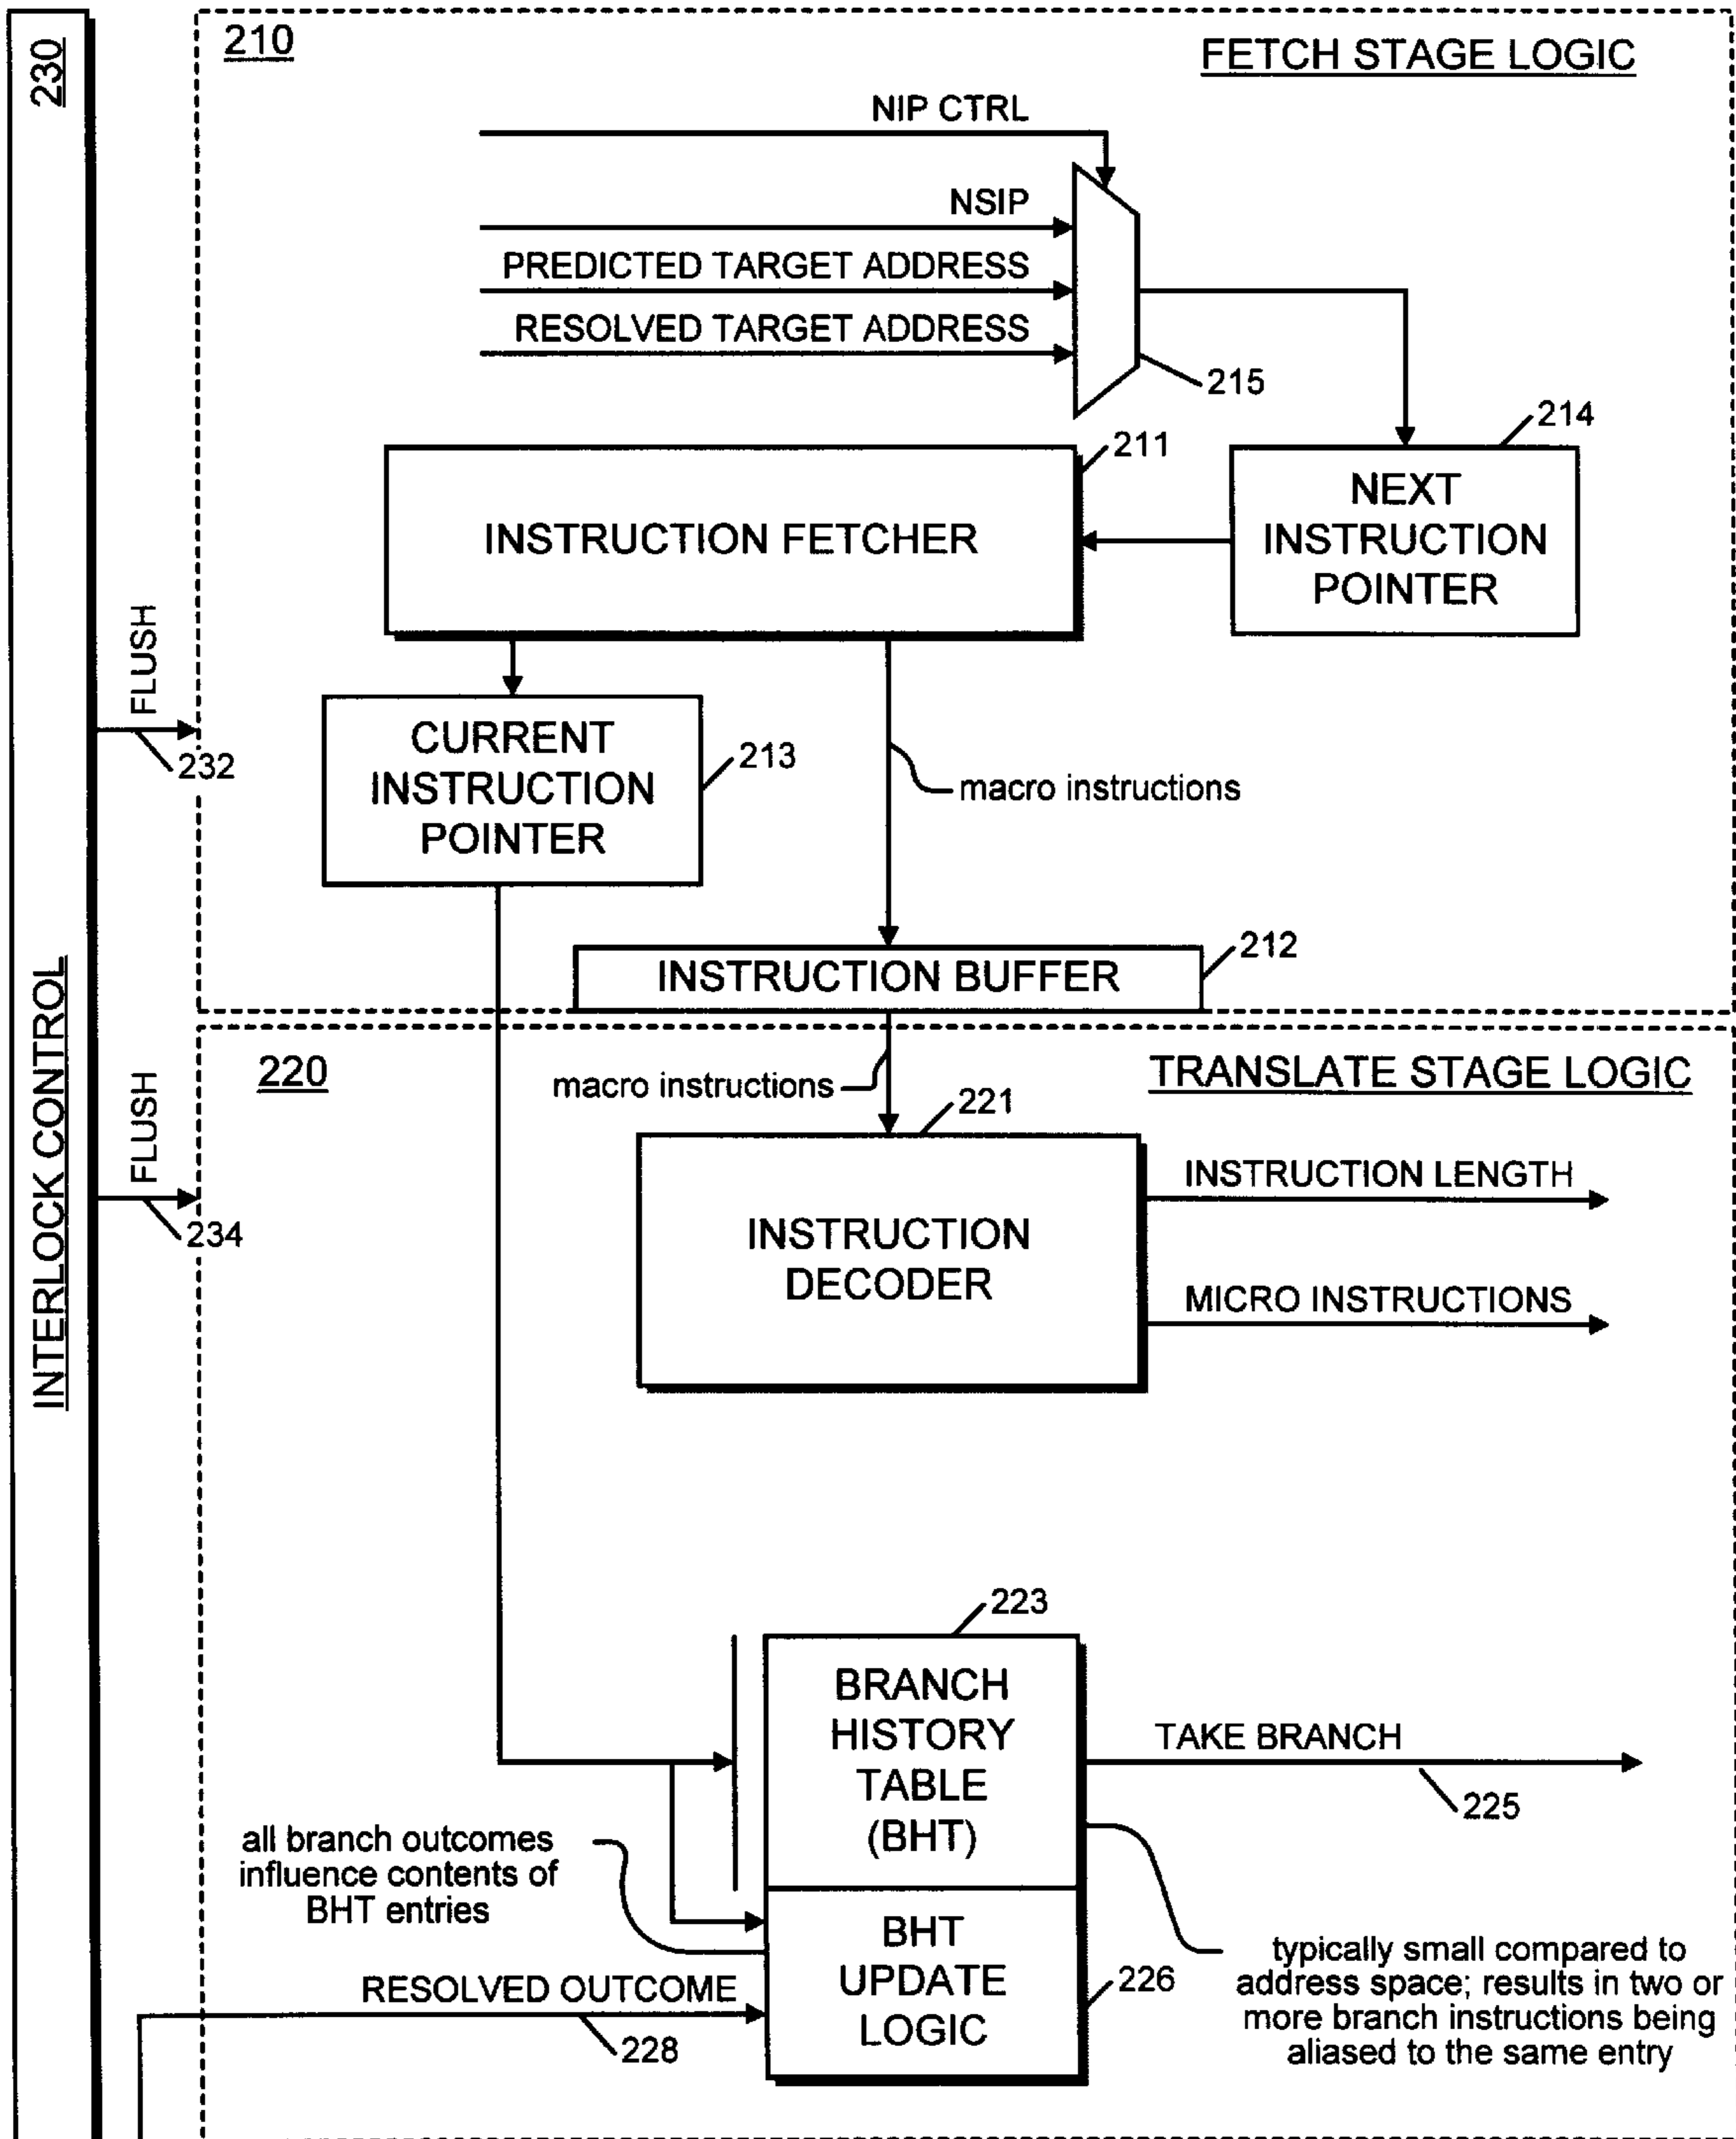 230
INTERLOCK CONTROL
210
FETCH STAGE LOGIC
NIP CTRL
NSIP
PREDICTED TARGET ADDRESS
RESOLVED TARGET ADDRESS
215
214
211
INSTRUCTION FETCHER
NEXT
INSTRUCTION
POINTER
FLUSH
232
CURRENT
INSTRUCTION
POINTER
213
macro instructions
212
INSTRUCTION BUFFER
220
macro instructions
TRANSLATE STAGE LOGIC
221
FLUSH
234
INSTRUCTION
DECODER
INSTRUCTION LENGTH
MICRO INSTRUCTIONS
223
BRANCH
HISTORY
TABLE
(BHT)
TAKE BRANCH
225
all branch outcomes
influence contents of
BHT entries
BHT
UPDATE
LOGIC
226
RESOLVED OUTCOME
228
typically small compared to
address space; results in two or
more branch instructions being
aliased to the same entry